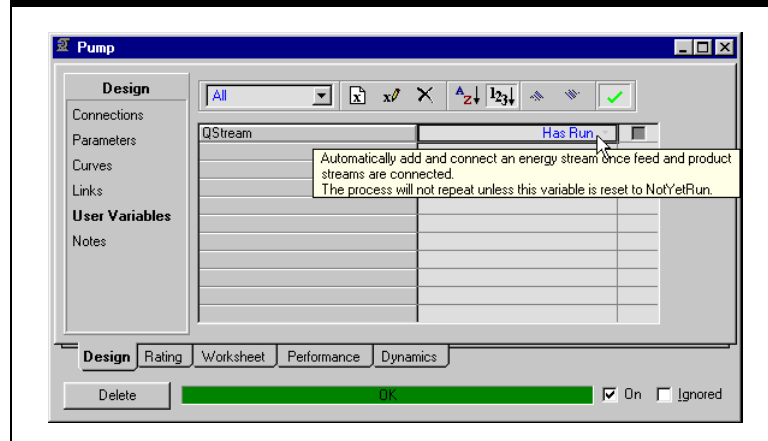 Pump
Design
Connections
Parameters
Curves
Links
User Variables
Notes
All
QStream
Has Run
Automatically add and connect an energy stream once feed and product
streams are connected.
The process will not repeat unless this variable is reset to NotYetRun.
Design Rating Worksheet Performance Dynamics
Delete
OK
On
Ignored